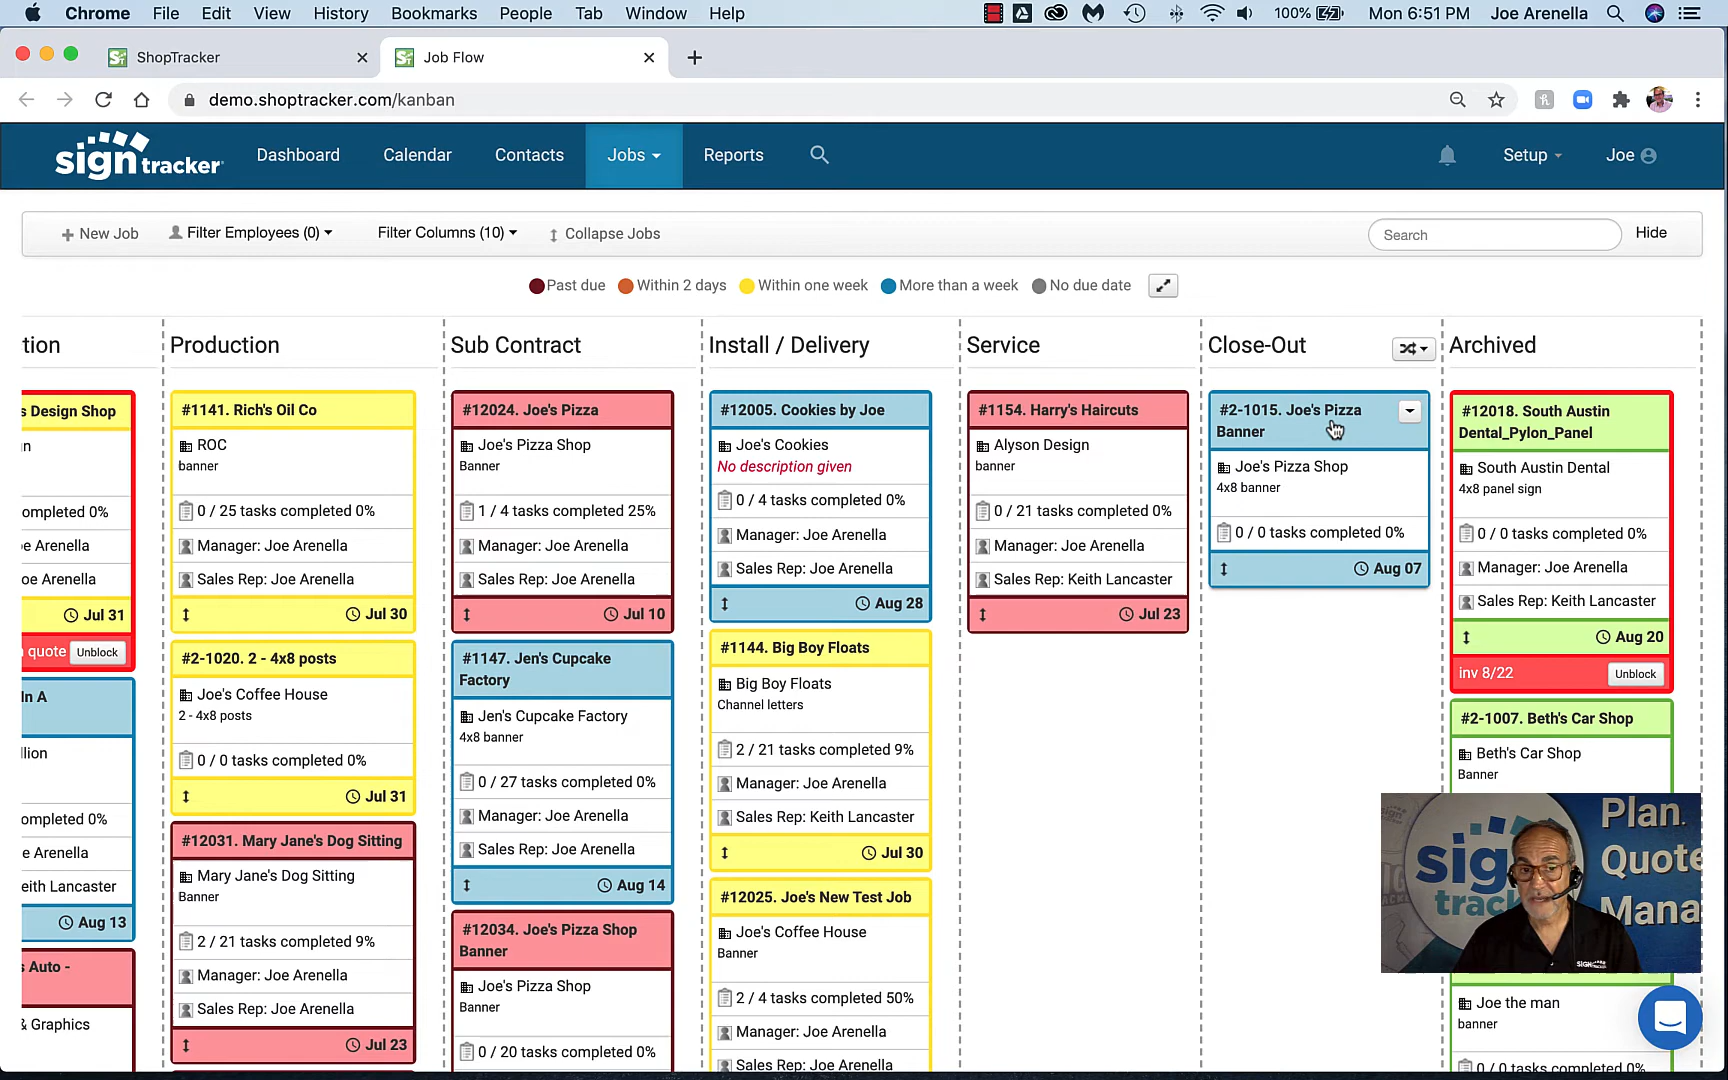 Chrome File Edit View History Bookmarks People Tab Window Help 100% Mon 6:51 PM Joe Arenella
ShopTracker
Job Flow
demo.shoptracker.com/kanban
sign tracker
Dashboard Calendar Contacts Jobs Reports Setup Joe
+ New Job Filter Employees (0) Filter Columns (10) Collapse Jobs Search Hide
Past due Within 2 days Within one week More than a week No due date
tion
s Design Shop
n
ompleted 0%
e Arenella
oe Arenella
Jul 31
quote Unblock
In A
llion
ompleted 0%
e Arenella
eith Lancaster
Aug 13
s Auto -
& Graphics
Production
#1141. Rich's Oil Co
ROC
banner
0 / 25 tasks completed 0%
Manager: Joe Arenella
Sales Rep: Joe Arenella
Jul 30
#2-1020. 2 - 4x8 posts
Joe's Coffee House
2 - 4x8 posts
0 / 0 tasks completed 0%
Jul 31
#12031. Mary Jane's Dog Sitting
Mary Jane's Dog Sitting
Banner
2 / 21 tasks completed 9%
Manager: Joe Arenella
Sales Rep: Joe Arenella
Jul 23
Sub Contract
#12024. Joe's Pizza
Joe's Pizza Shop
Banner
1 / 4 tasks completed 25%
Manager: Joe Arenella
Sales Rep: Joe Arenella
Jul 10
#1147. Jen's Cupcake
Factory
Jen's Cupcake Factory
4x8 banner
0 / 27 tasks completed 0%
Manager: Joe Arenella
Sales Rep: Joe Arenella
Aug 14
#12034. Joe's Pizza Shop
Banner
Joe's Pizza Shop
Banner
0 / 20 tasks completed 0%
Install / Delivery
#12005. Cookies by Joe
Joe's Cookies
No description given
0 / 4 tasks completed 0%
Manager: Joe Arenella
Sales Rep: Joe Arenella
Aug 28
#1144. Big Boy Floats
Big Boy Floats
Channel letters
2 / 21 tasks completed 9%
Manager: Joe Arenella
Sales Rep: Keith Lancaster
Jul 30
#12025. Joe's New Test Job
Joe's Coffee House
Banner
2 / 4 tasks completed 50%
Manager: Joe Arenella
Sales Rep: Joe Arenella
Service
#1154. Harry's Haircuts
Alyson Design
banner
0 / 21 tasks completed 0%
Manager: Joe Arenella
Sales Rep: Keith Lancaster
Jul 23
Close-Out
#2-1015. Joe's Pizza
Banner
Joe's Pizza Shop
4x8 banner
0 / 0 tasks completed 0%
Aug 07
Archived
#12018. South Austin
Dental_Pylon_Panel
South Austin Dental
4x8 panel sign
0 / 0 tasks completed 0%
Manager: Joe Arenella
Sales Rep: Keith Lancaster
Aug 20
inv 8/22 Unblock
#2-1007. Beth's Car Shop
Beth's Car Shop
Banner
Joe the man
banner
0 / 0 tasks completed 0%
sig
trac
Plan.
Quote
Mana
SIGNTRACKER